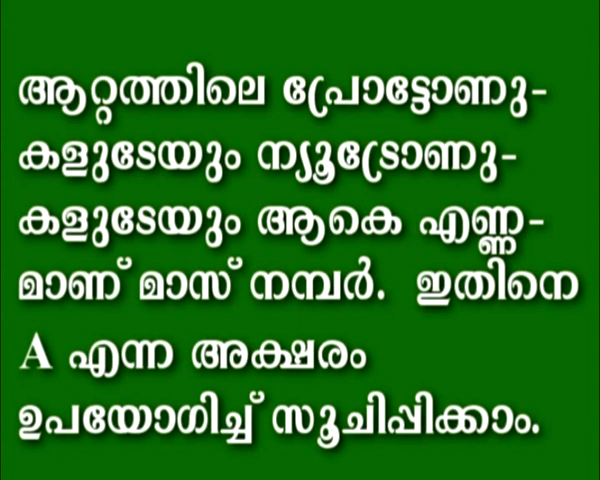 ആറ്റത്തിലെ പ്രോട്ടോണു-
കളുടേയും ന്യൂട്രോണു-
കളുടേയും ആകെ എണ്ണ-
മാണ് മാസ് നമ്പർ. ഇതിനെ
A എന്ന അക്ഷരം
ഉപയോഗിച്ച് സൂചിപ്പിക്കാം.